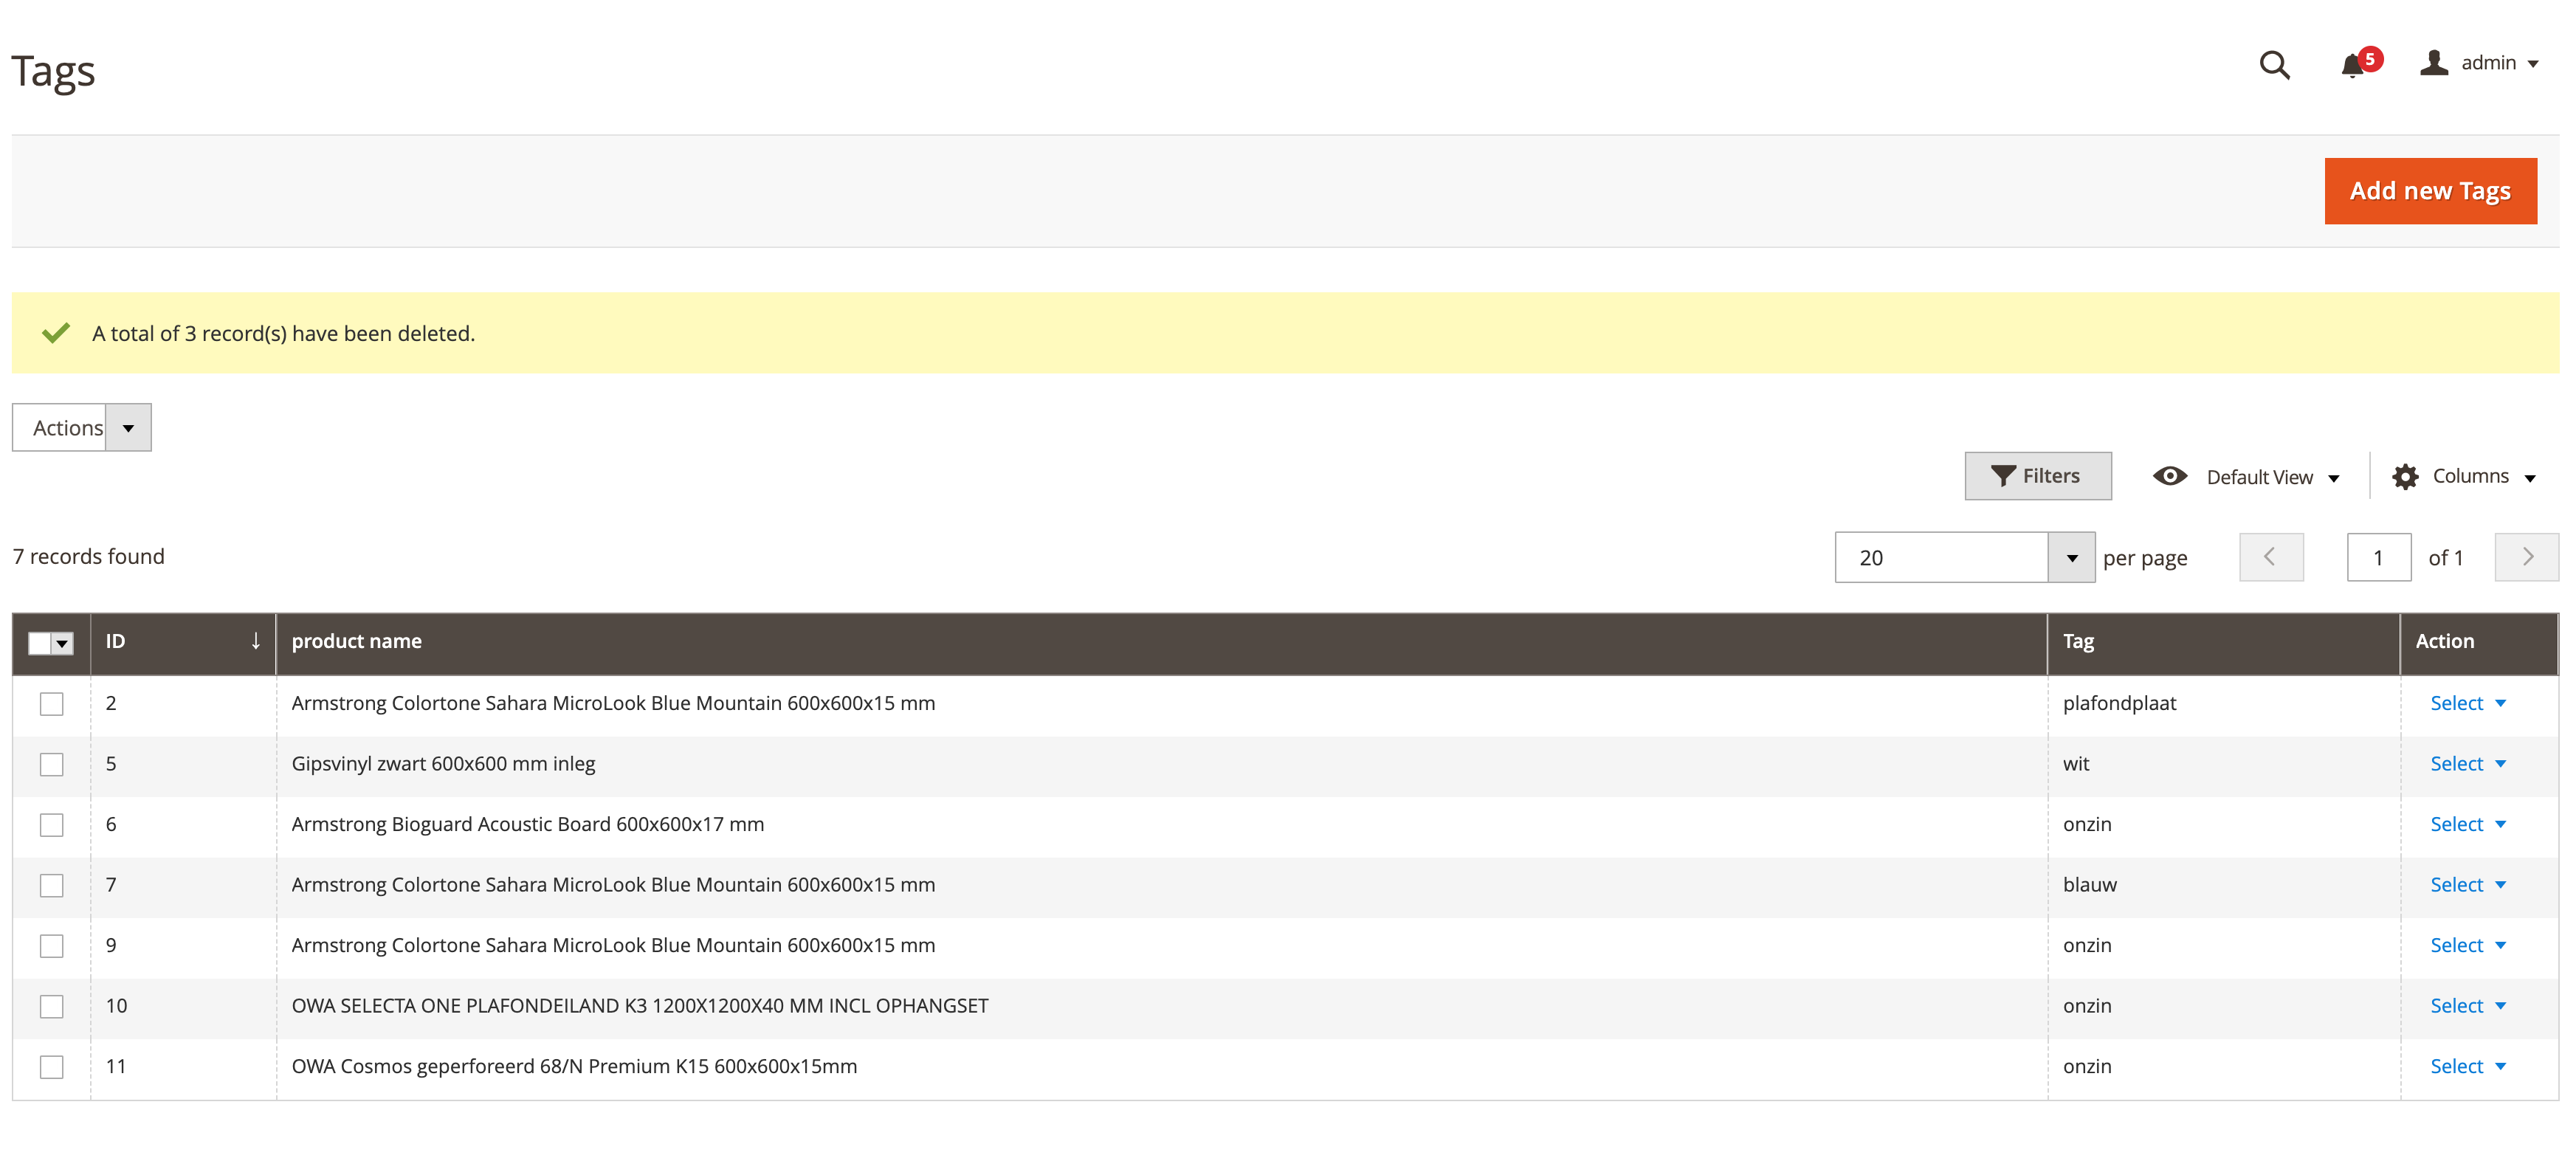 Tags
5
admin
Add new Tags
A total of 3 record(s) have been deleted.
Actions
Filters
Default View
Columns
7 records found
20 per page 1 of 1
ID product name Tag Action
2 Armstrong Colortone Sahara MicroLook Blue Mountain 600x600x15 mm plafondplaat Select
5 Gipsvinyl zwart 600x600 mm inleg wit Select
6 Armstrong Bioguard Acoustic Board 600x600x17 mm onzin Select
7 Armstrong Colortone Sahara MicroLook Blue Mountain 600x600x15 mm blauw Select
9 Armstrong Colortone Sahara MicroLook Blue Mountain 600x600x15 mm onzin Select
10 OWA SELECTA ONE PLAFONDEILAND K3 1200X1200X40 MM INCL OPHANGSET onzin Select
11 OWA Cosmos geperforeerd 68/N Premium K15 600x600x15mm onzin Select